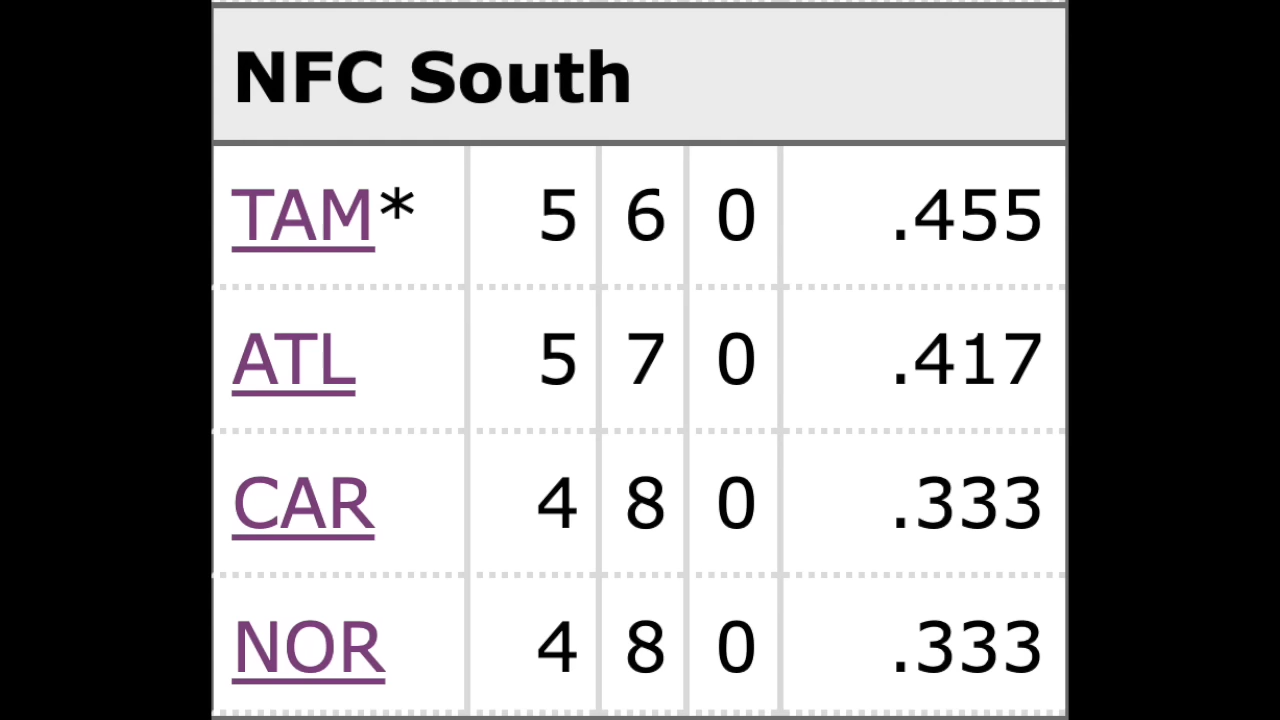 NFC South
TAM* 5 6 0 .455
ATL 5 7 0 .417
CAR 4 8 0 .333
NOR 4 8 0 .333